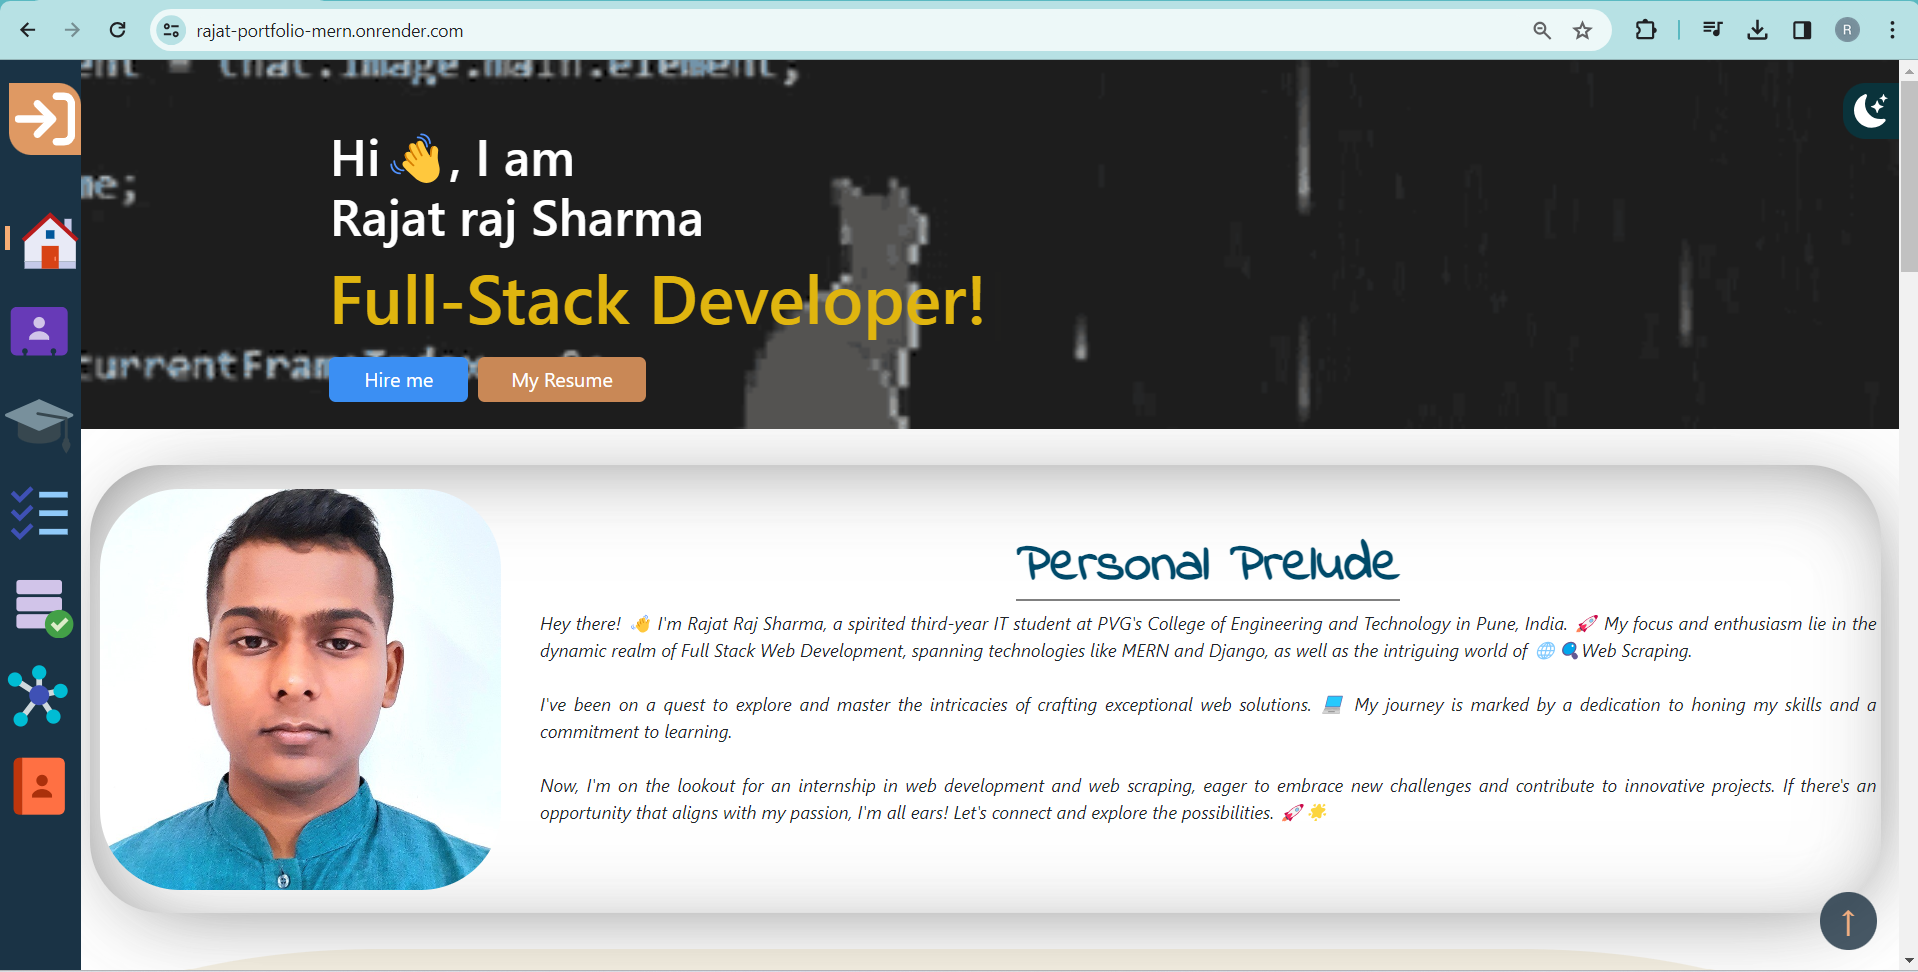 rajat-portfolio-mern.onrender.com
R
= that.image.main.element;
Hi 👋, I am
Rajat raj Sharma
Full-Stack Developer!
Hire me
My Resume
Personal Prelude
Hey there! 👋 I'm Rajat Raj Sharma, a spirited third-year IT student at PVG's College of Engineering and Technology in Pune, India. 🚀 My focus and enthusiasm lie in the
dynamic realm of Full Stack Web Development, spanning technologies like MERN and Django, as well as the intriguing world of 🌐 🔍Web Scraping.
I've been on a quest to explore and master the intricacies of crafting exceptional web solutions. 💻 My journey is marked by a dedication to honing my skills and a
commitment to learning.
Now, I'm on the lookout for an internship in web development and web scraping, eager to embrace new challenges and contribute to innovative projects. If there's an
opportunity that aligns with my passion, I'm all ears! Let's connect and explore the possibilities. 🚀 🌟